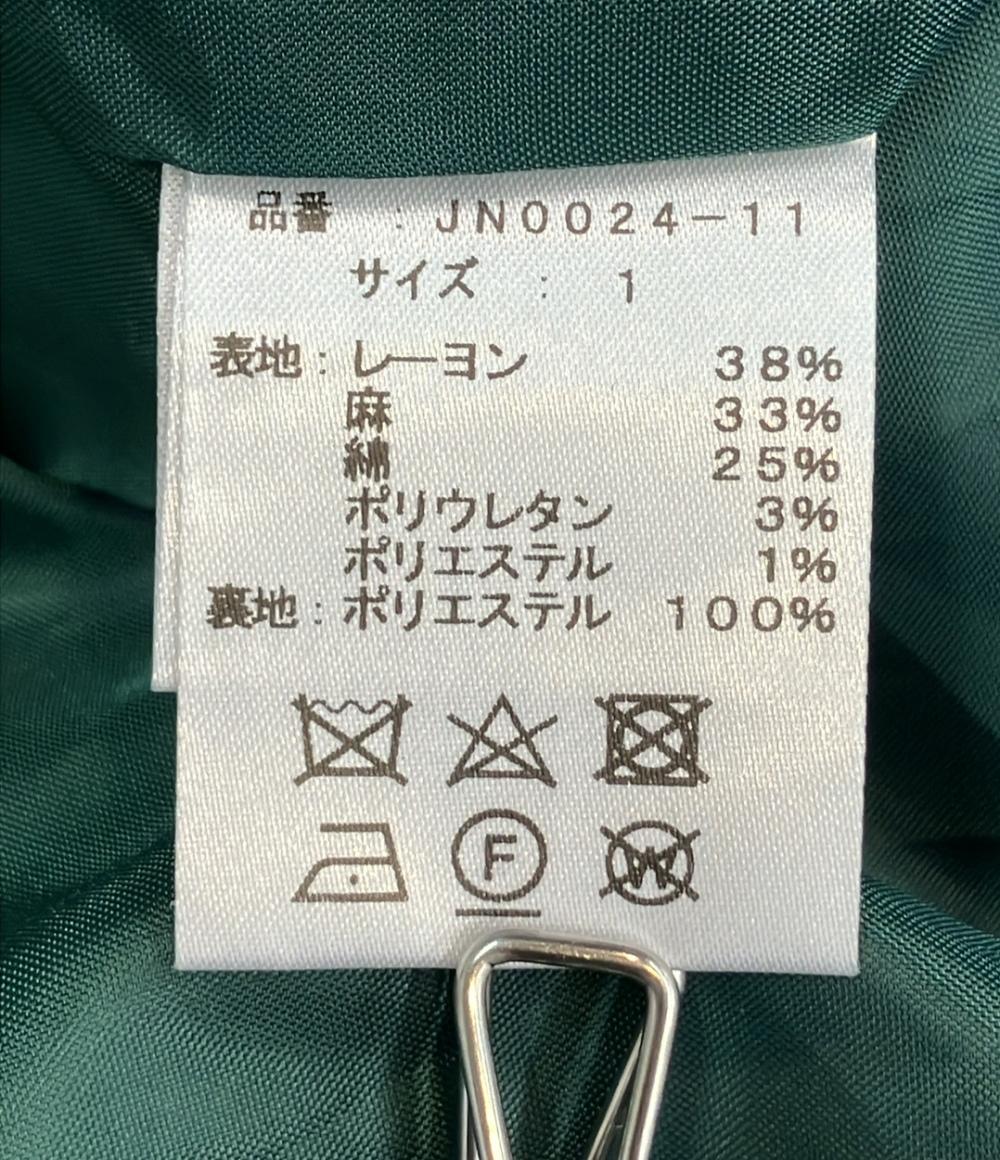 品番 : JN0024-11
サイズ : 1
表地 : レーヨン 38%
麻 33%
綿 25%
ポリウレタン 3%
ポリエステル 1%
裏地 : ポリエステル 100%
F W